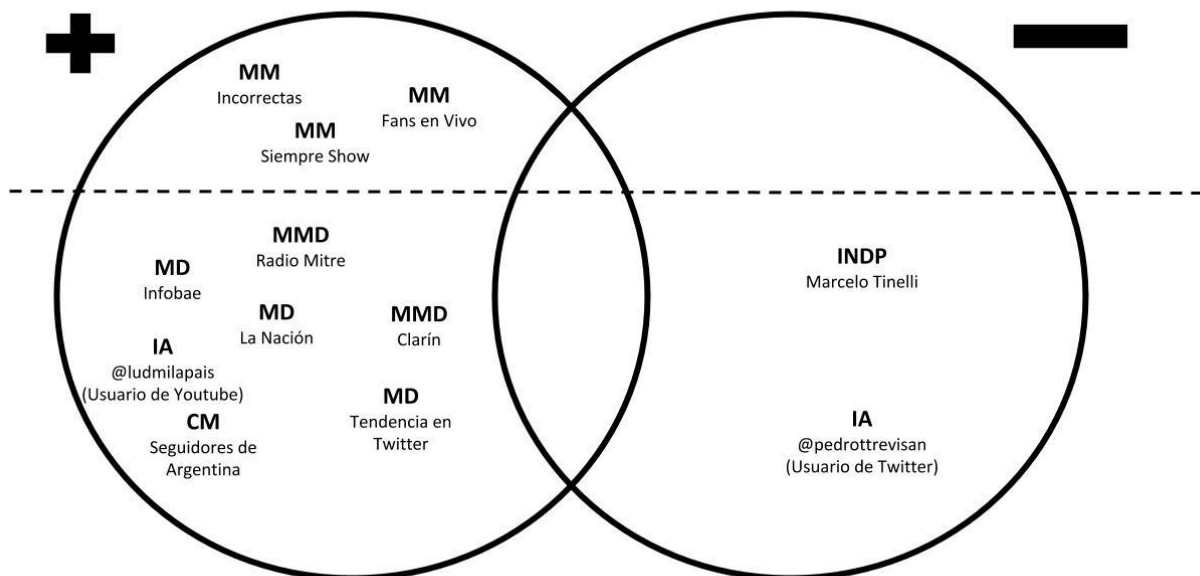 MM
Incorrectas
MM
Fans en Vivo
MM
Siempre Show
MMD
Radio Mitre
MD
Infobae
MD
La Nación
MMD
Clarín
IA
@ludmilapais
(Usuario de Youtube)
MD
Tendencia en
Twitter
CM
Seguidores de
Argentina
INDP
Marcelo Tinelli
IA
@pedrottrevisan
(Usuario de Twitter)